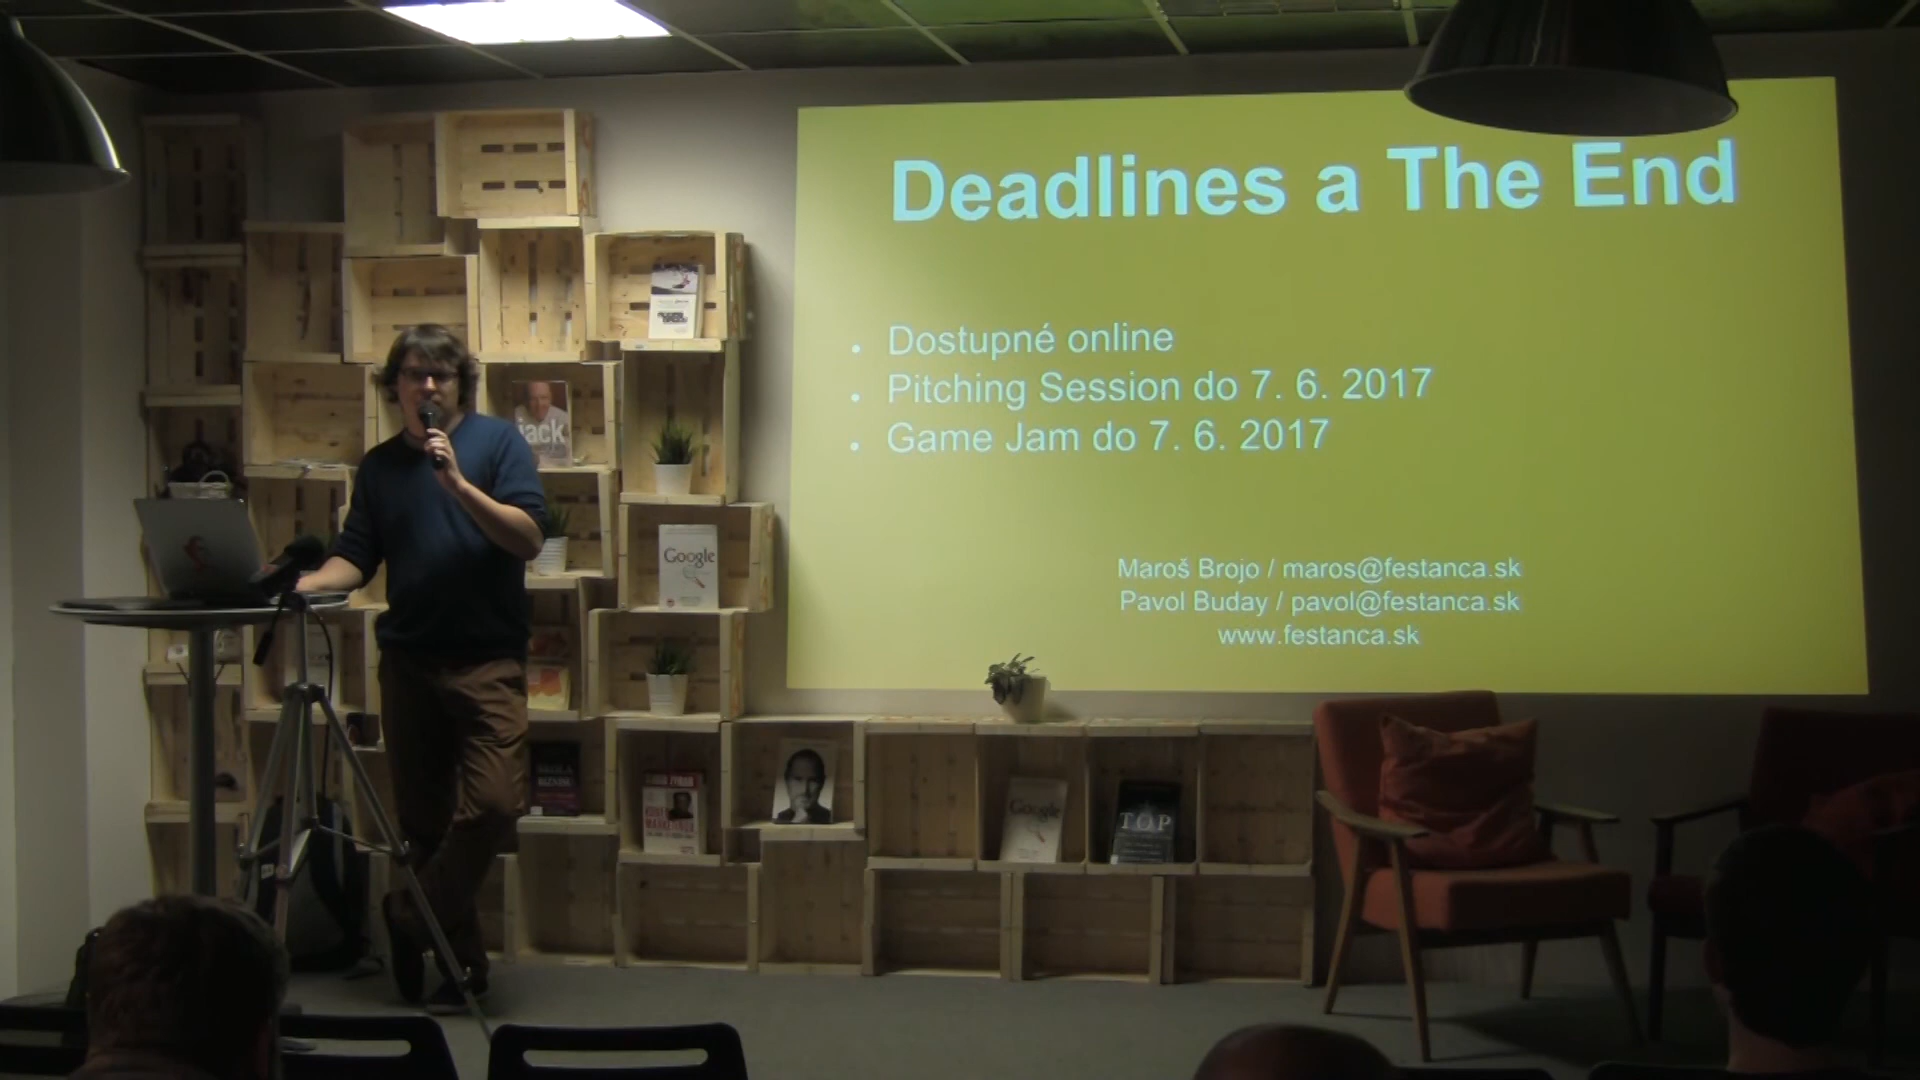 Deadlines a The End
Dostupné online
Pitching Session do 7. 6. 2017
Game Jam do 7. 6. 2017
Maroš Brojo / maros@festanca.sk
Pavol Buday / pavol@festanca.sk
www.festanca.sk
jack
Google
Google
TOP